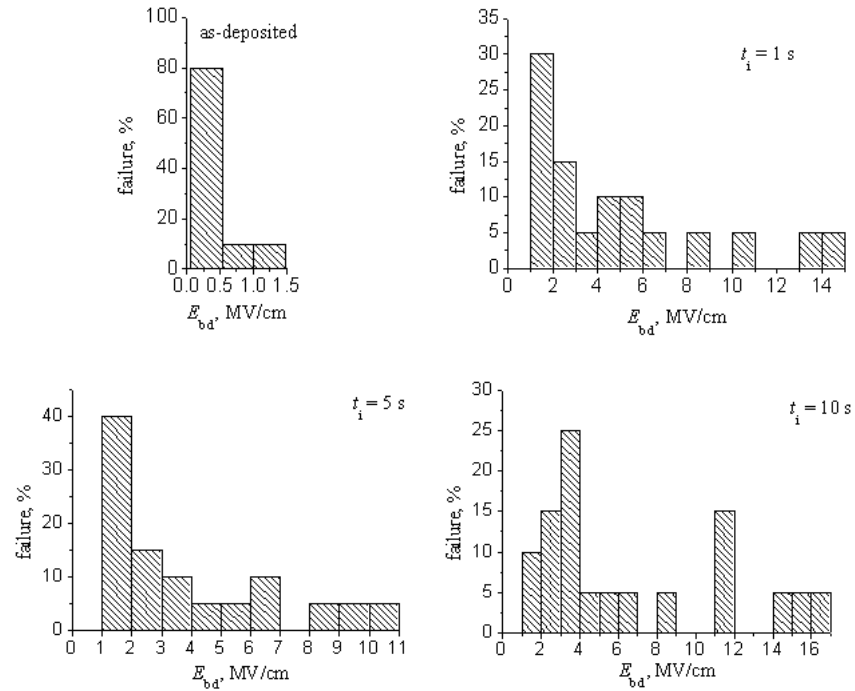 as-deposited
100
80
60
40
20
0
failure, %
0.0 0.5 1.0 1.5
E_bd, MV/cm
t_i = 1 s
35
30
25
20
15
10
5
0
failure, %
0 2 4 6 8 10 12 14
E_bd, MV/cm
t_i = 5 s
40
30
20
10
0
failure, %
0 1 2 3 4 5 6 7 8 9 10 11
E_bd, MV/cm
t_i = 10 s
30
25
20
15
10
5
0
failure, %
2 4 6 8 10 12 14 16
E_bd, MV/cm